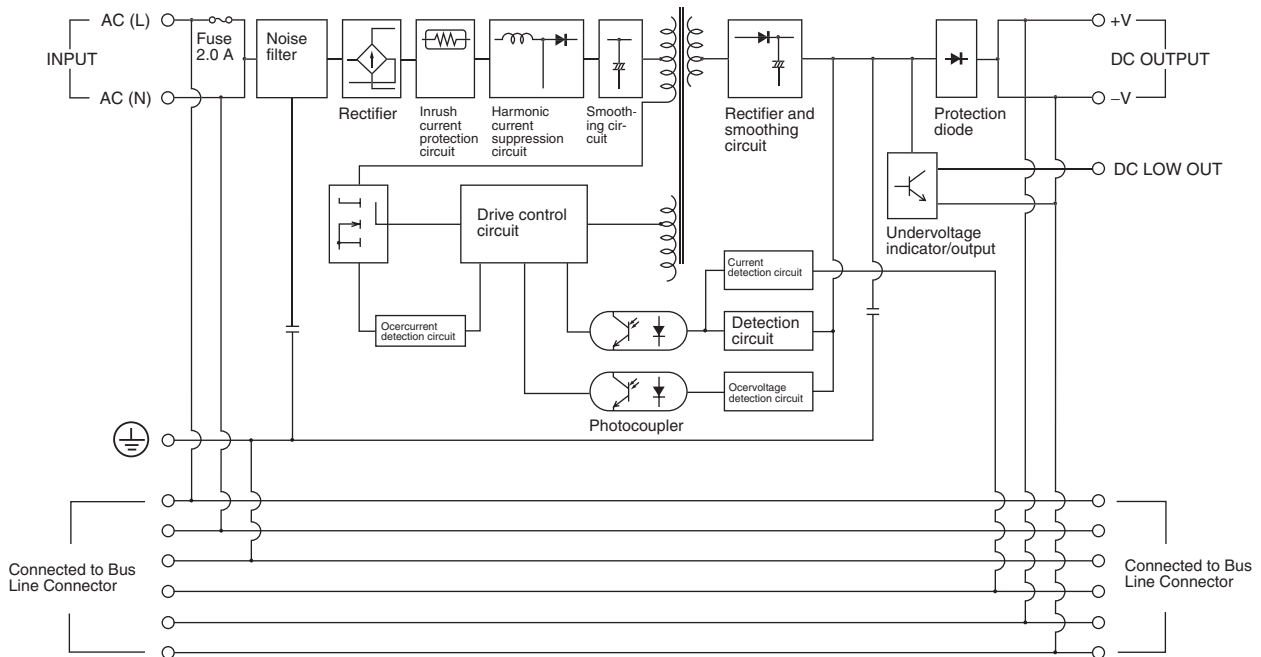 AC (L)
INPUT
AC (N)
Fuse
2.0 A
Noise
filter
Rectifier
Inrush
current
protection
circuit
Harmonic
current
suppression
circuit
Smooth-
ing cir-
cuit
Rectifier and
smoothing
circuit
Protection
diode
+V
DC OUTPUT
–V
DC LOW OUT
Undervoltage
indicator/output
Drive control
circuit
Ocercurrent
detection circuit
Current
detection circuit
Detection
circuit
Ocervoltage
detection circuit
Photocoupler
Connected to Bus
Line Connector
Connected to Bus
Line Connector